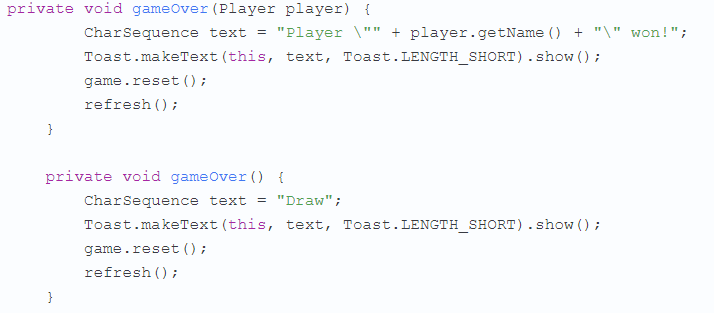 private void gameOver(Player player) {
CharSequence text = "Player \"" + player.getName() + "\" won!";
Toast.makeText(this, text, Toast.LENGTH_SHORT).show();
game.reset();
refresh();
}
private void gameOver() {
CharSequence text = "Draw";
Toast.makeText(this, text, Toast.LENGTH_SHORT).show();
game.reset();
refresh();
}